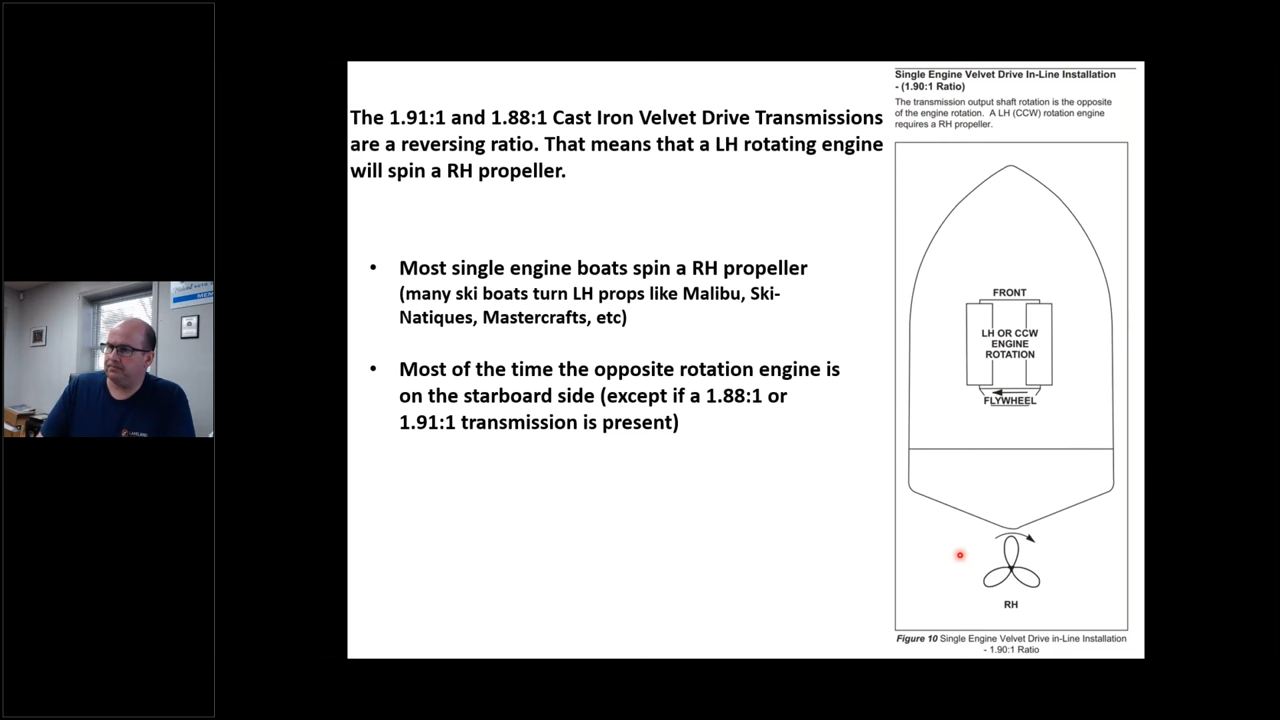 The 1.91:1 and 1.88:1 Cast Iron Velvet Drive Transmissions
are a reversing ratio. That means that a LH rotating engine
will spin a RH propeller.
• Most single engine boats spin a RH propeller
(many ski boats turn LH props like Malibu, Ski-
Natiques, Mastercrafts, etc)
• Most of the time the opposite rotation engine is
on the starboard side (except if a 1.88:1 or
1.91:1 transmission is present)
Single Engine Velvet Drive In-Line Installation
- (1.90:1 Ratio)
The transmission output shaft rotation is the opposite
of the engine rotation. A LH (CCW) rotation engine
requires a RH propeller.
FRONT
LH OR CCW
ENGINE
ROTATION
FLYWHEEL
RH
Figure 10 Single Engine Velvet Drive in-Line Installation
- 1.90:1 Ratio